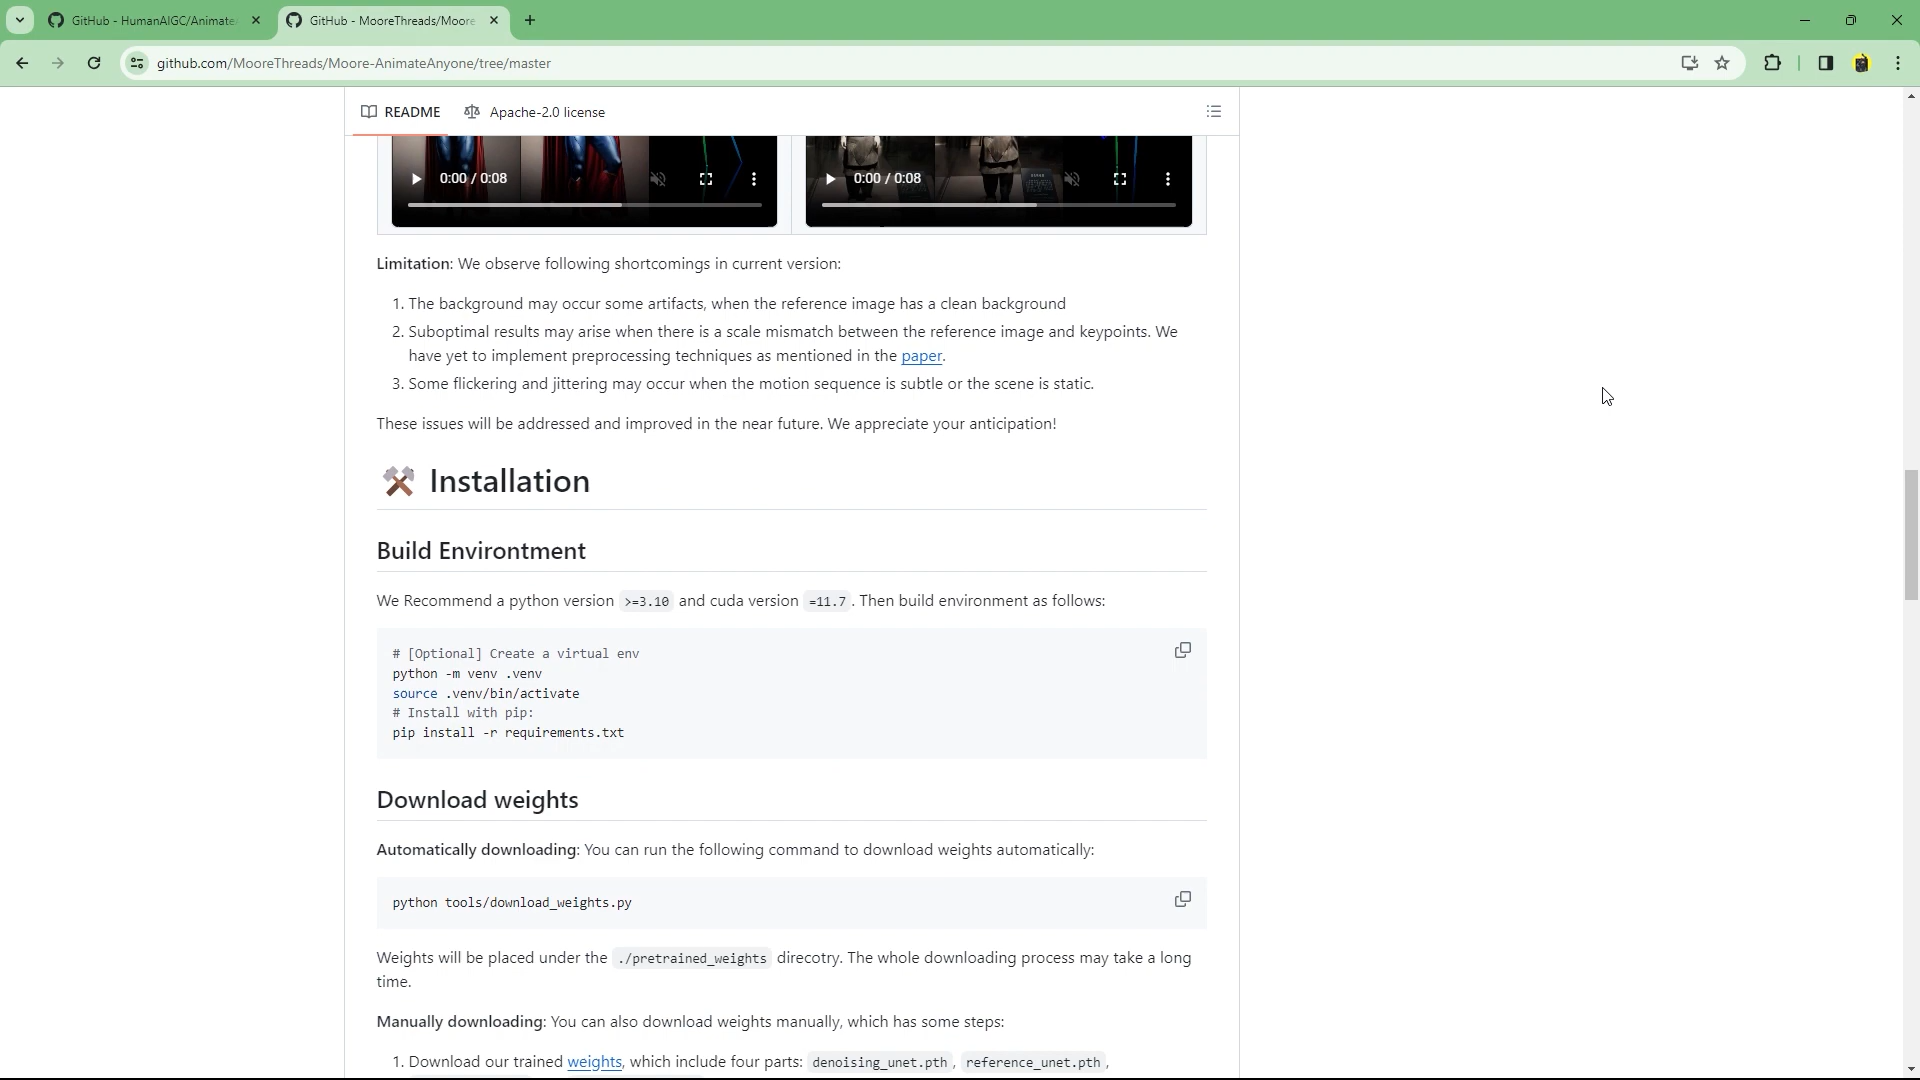 GitHub - HumanAIGC/Animate
GitHub - MooreThreads/Moore
github.com/MooreThreads/Moore-AnimateAnyone/tree/master
README
Apache-2.0 license
0:00 / 0:08
0:00 / 0:08
Limitation: We observe following shortcomings in current version:
1. The background may occur some artifacts, when the reference image has a clean background
2. Suboptimal results may arise when there is a scale mismatch between the reference image and keypoints. We
have yet to implement preprocessing techniques as mentioned in the paper.
3. Some flickering and jittering may occur when the motion sequence is subtle or the scene is static.
These issues will be addressed and improved in the near future. We appreciate your anticipation!
Installation
Build Environtment
We Recommend a python version >=3.10 and cuda version =11.7. Then build environment as follows:
# [Optional] Create a virtual env
python -m venv .venv
source .venv/bin/activate
# Install with pip:
pip install -r requirements.txt
Download weights
Automatically downloading: You can run the following command to download weights automatically:
python tools/download_weights.py
Weights will be placed under the ./pretrained_weights direcotry. The whole downloading process may take a long
time.
Manually downloading: You can also download weights manually, which has some steps:
1. Download our trained weights, which include four parts: denoising_unet.pth, reference_unet.pth,